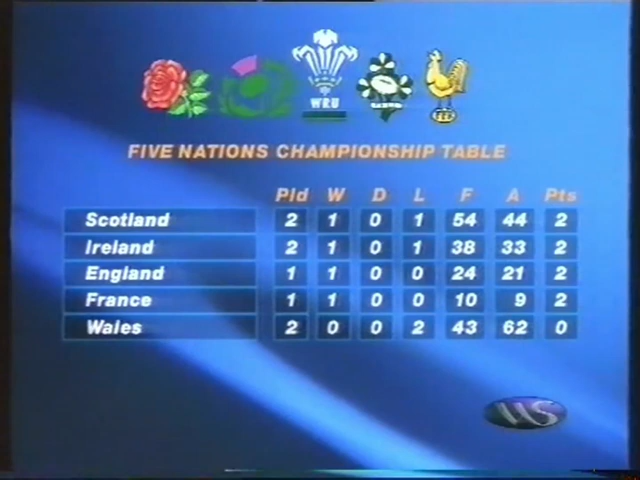 WRU
FFR
FIVE NATIONS CHAMPIONSHIP TABLE
Pld W D L F A Pts
Scotland 2 1 0 1 54 44 2
Ireland 2 1 0 1 38 33 2
England 1 1 0 0 24 21 2
France 1 1 0 0 10 9 2
Wales 2 0 0 2 43 62 0